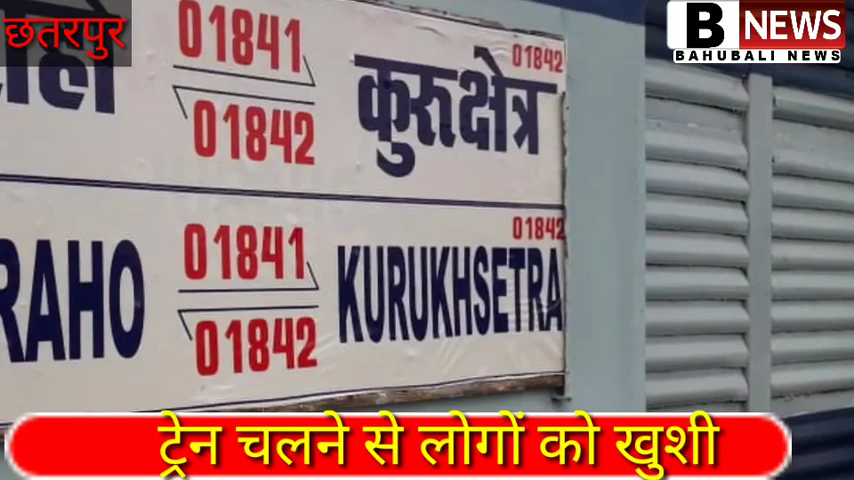 छतरपुर
B NEWS
BAHUBALI NEWS
01841
01842
कुरुक्षेत्र
01842
01841
01842
RAHO
KURUKHSETRA
01842
ट्रेन चलने से लोगों को खुशी